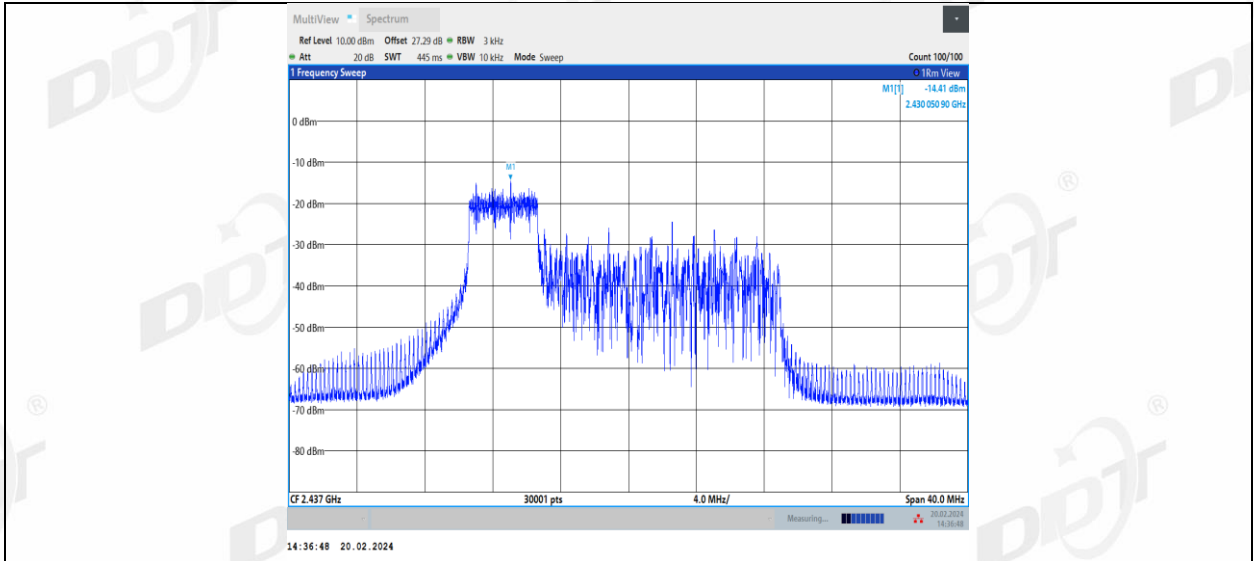 MultiView Spectrum
Ref Level 10.00 dBm Offset 27.29 dB RBW 3 kHz
Att 20 dB SWT 445 ms VBW 10 kHz Mode Sweep Count 100/100
1 Frequency Sweep 1Rm View
M1[1] -14.41 dBm
2.430 050 90 GHz
0 dBm
-10 dBm
M1
-20 dBm
-30 dBm
-40 dBm
-50 dBm
-60 dBm
-70 dBm
-80 dBm
CF 2.437 GHz 30001 pts 4.0 MHz/ Span 40.0 MHz
Measuring... 20.02.2024
14:36:48
14:36:48 20.02.2024
DDT
®